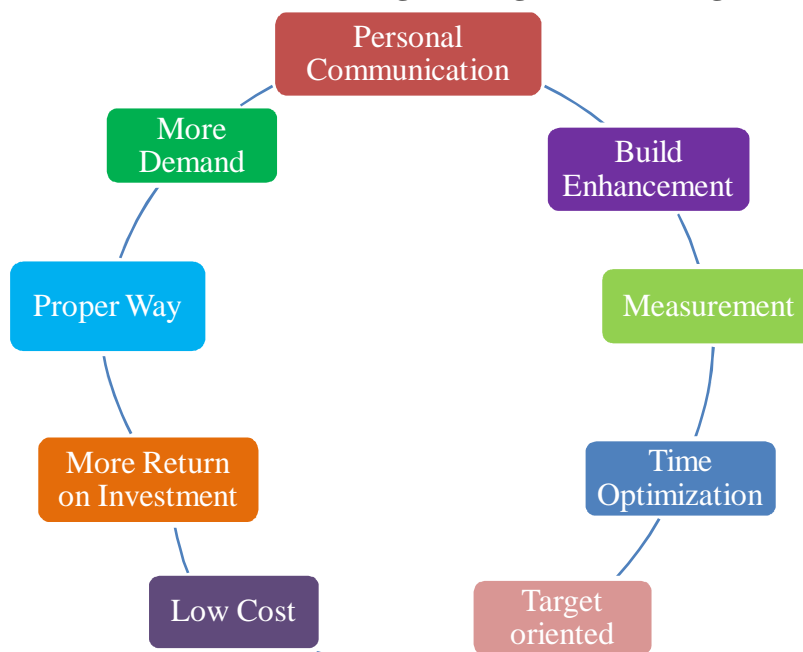 Personal
Communication
More
Demand
Build
Enhancement
Proper Way
Measurement
More Return
on Investment
Time
Optimization
Low Cost
Target
oriented